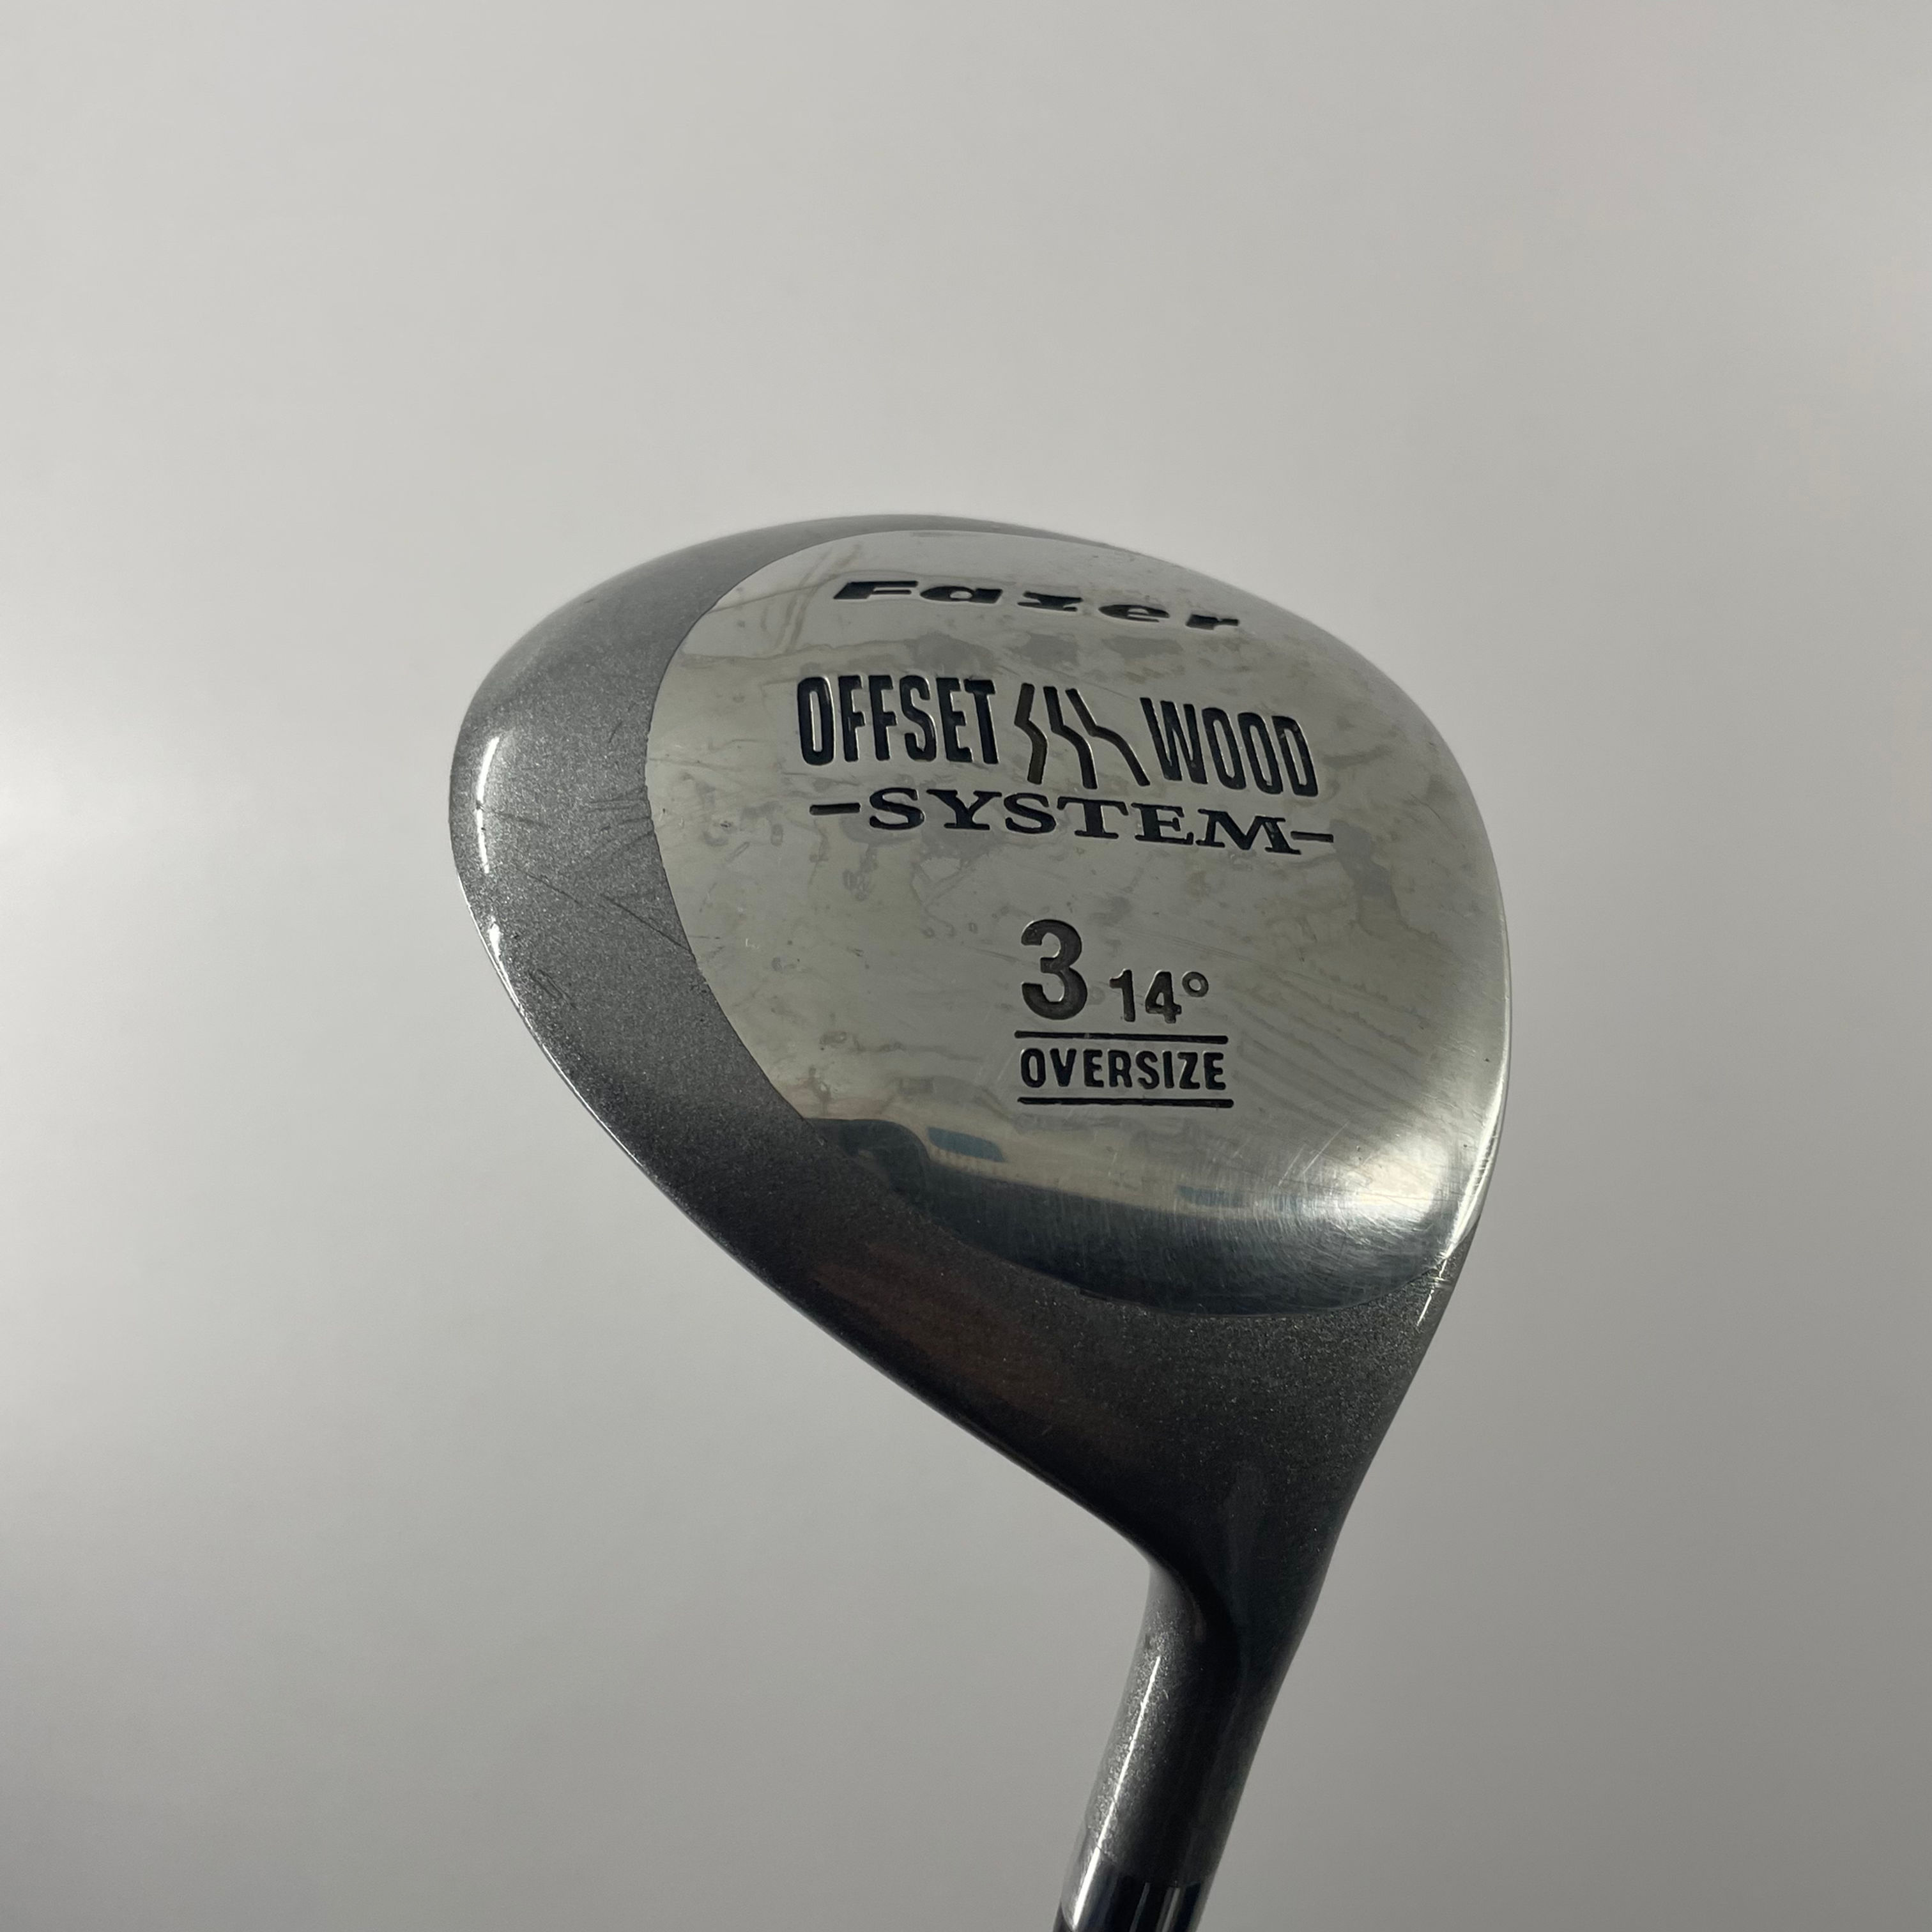 Fazer
OFFSET WOOD
-SYSTEM-
3 14°
OVERSIZE